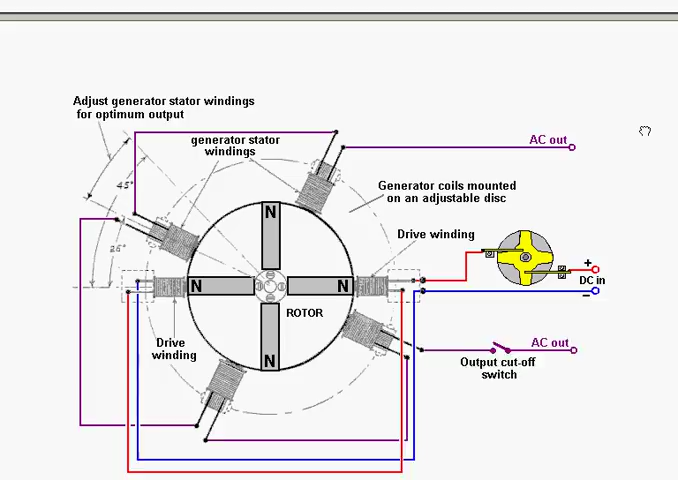 Adjust generator stator windings
for optimum output
generator stator
windings
AC out
45°
Generator coils mounted
on an adjustable disc
N
Drive winding
26°
+
DC in
−
N
N
ROTOR
N
Drive
winding
AC out
Output cut-off
switch